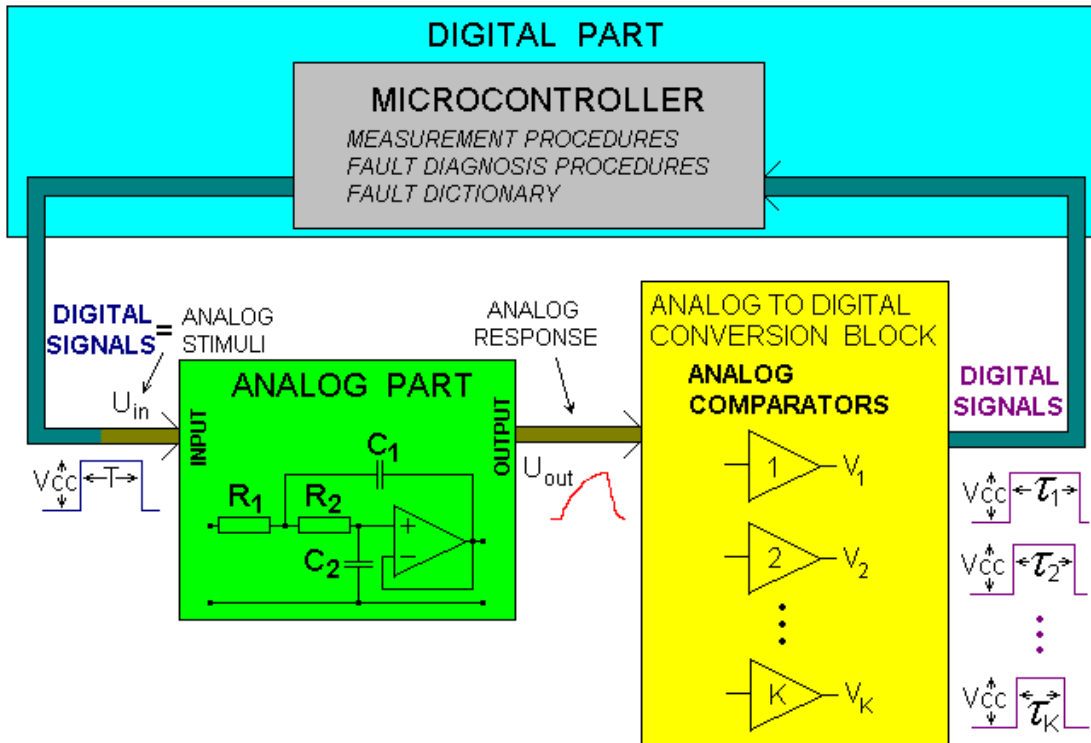 DIGITAL PART
MICROCONTROLLER
MEASUREMENT PROCEDURES
FAULT DIAGNOSIS PROCEDURES
FAULT DICTIONARY
DIGITAL
SIGNALS
=
ANALOG
STIMULI
Uin
VCC
T
ANALOG PART
INPUT
OUTPUT
C1
R1
R2
C2
+
−
ANALOG
RESPONSE
Uout
ANALOG TO DIGITAL
CONVERSION BLOCK
ANALOG
COMPARATORS
1
V1
2
V2
K
VK
DIGITAL
SIGNALS
VCC
τ1
VCC
τ2
VCC
τK